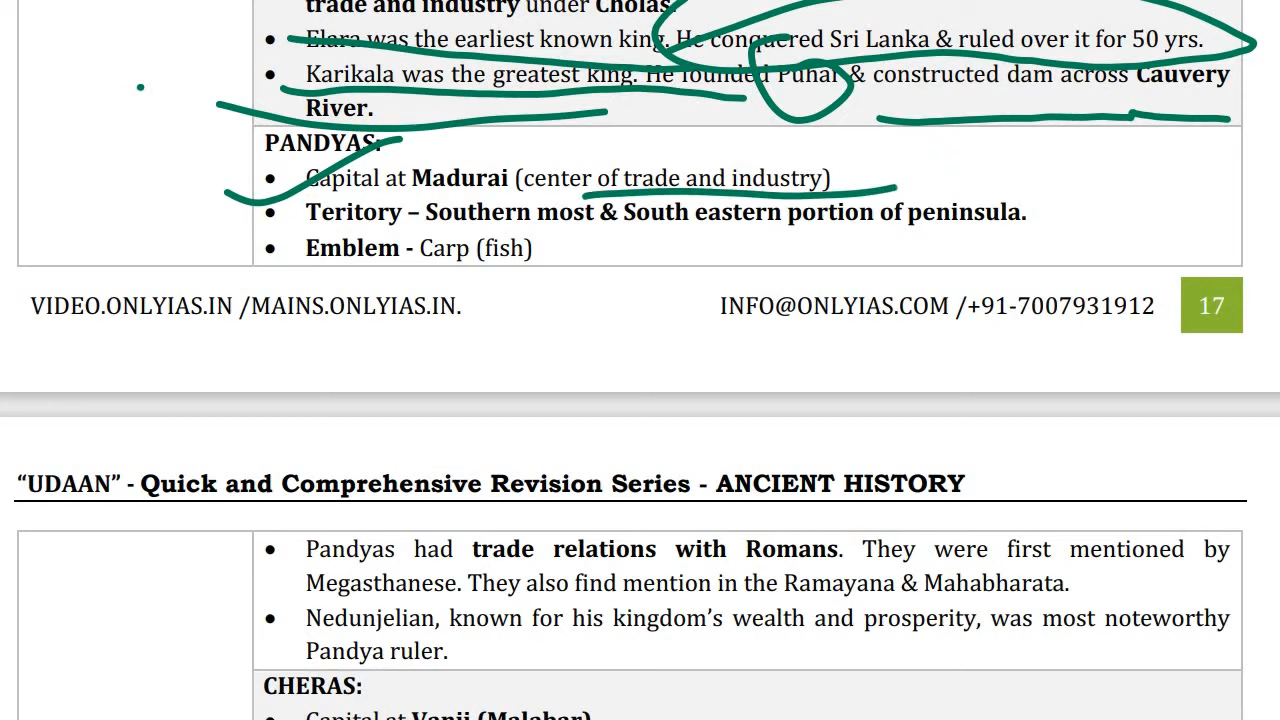 trade and industry under Cholas.
• Elara was the earliest known king. He conquered Sri Lanka & ruled over it for 50 yrs.
• Karikala was the greatest king. He founded Puhar & constructed dam across Cauvery
River.
PANDYAS:
• Capital at Madurai (center of trade and industry)
• Teritory – Southern most & South eastern portion of peninsula.
• Emblem - Carp (fish)
VIDEO.ONLYIAS.IN /MAINS.ONLYIAS.IN. INFO@ONLYIAS.COM /+91-7007931912 17
“UDAAN” - Quick and Comprehensive Revision Series - ANCIENT HISTORY
• Pandyas had trade relations with Romans. They were first mentioned by
Megasthanese. They also find mention in the Ramayana & Mahabharata.
• Nedunjelian, known for his kingdom’s wealth and prosperity, was most noteworthy
Pandya ruler.
CHERAS:
• Capital at Vanji (Malabar)